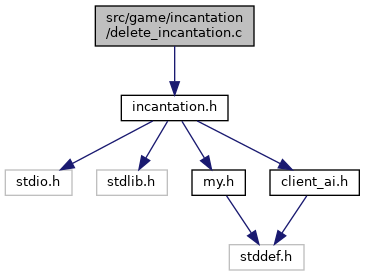 src/game/incantation
/delete_incantation.c
incantation.h
stdio.h
stdlib.h
my.h
client_ai.h
stddef.h